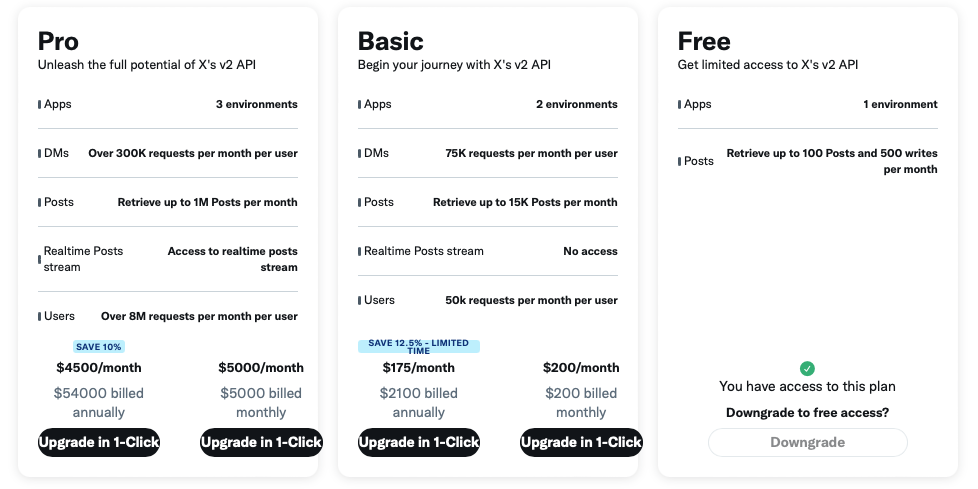 Pro
Unleash the full potential of X's v2 API
Apps 3 environments
DMs Over 300K requests per month per user
Posts Retrieve up to 1M Posts per month
Realtime Posts stream Access to realtime posts stream
Users Over 8M requests per month per user
SAVE 10%
$4500/month
$54000 billed
annually
Upgrade in 1-Click
$5000/month
$5000 billed
monthly
Upgrade in 1-Click
Basic
Begin your journey with X's v2 API
Apps 2 environments
DMs 75K requests per month per user
Posts Retrieve up to 15K Posts per month
Realtime Posts stream No access
Users 50k requests per month per user
SAVE 12.5% - LIMITED
TIME
$175/month
$2100 billed
annually
Upgrade in 1-Click
$200/month
$200 billed
monthly
Upgrade in 1-Click
Free
Get limited access to X's v2 API
Apps 1 environment
Posts Retrieve up to 100 Posts and 500 writes
per month
You have access to this plan
Downgrade to free access?
Downgrade